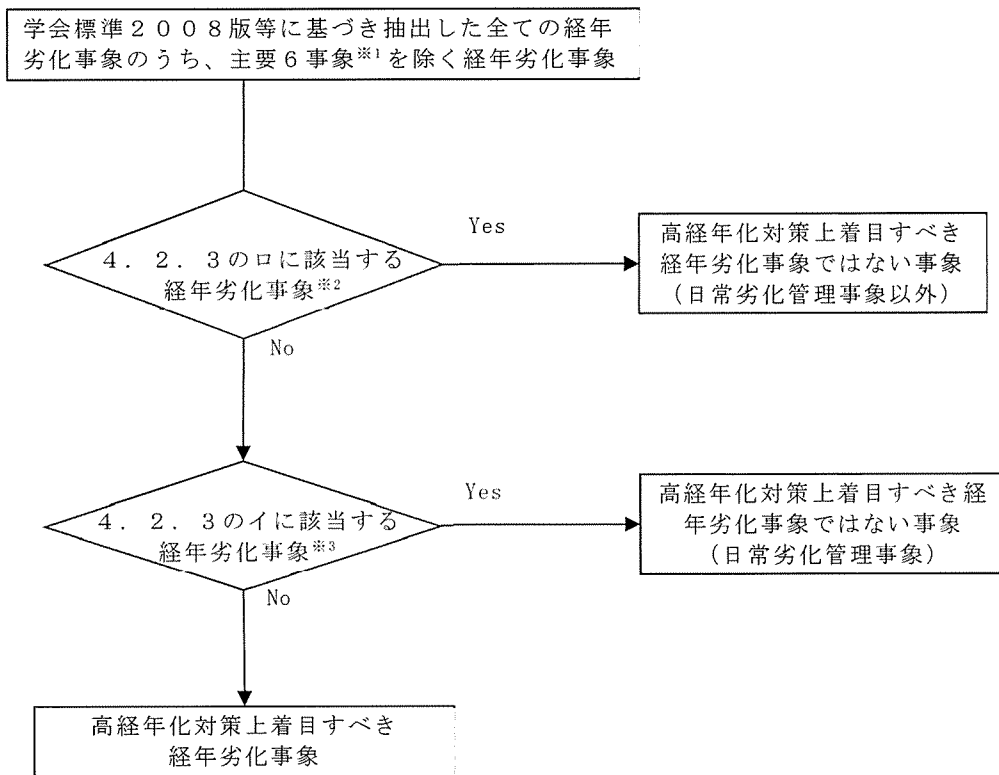 学会標準２００８版等に基づき抽出した全ての経年
劣化事象のうち、主要６事象※1を除く経年劣化事象
Yes
４．２．３のロに該当する
経年劣化事象※2
高経年化対策上着目すべき
経年劣化事象ではない事象
（日常劣化管理事象以外）
No
Yes
４．２．３のイに該当する
経年劣化事象※3
高経年化対策上着目すべき経
年劣化事象ではない事象
（日常劣化管理事象）
No
高経年化対策上着目すべき
経年劣化事象